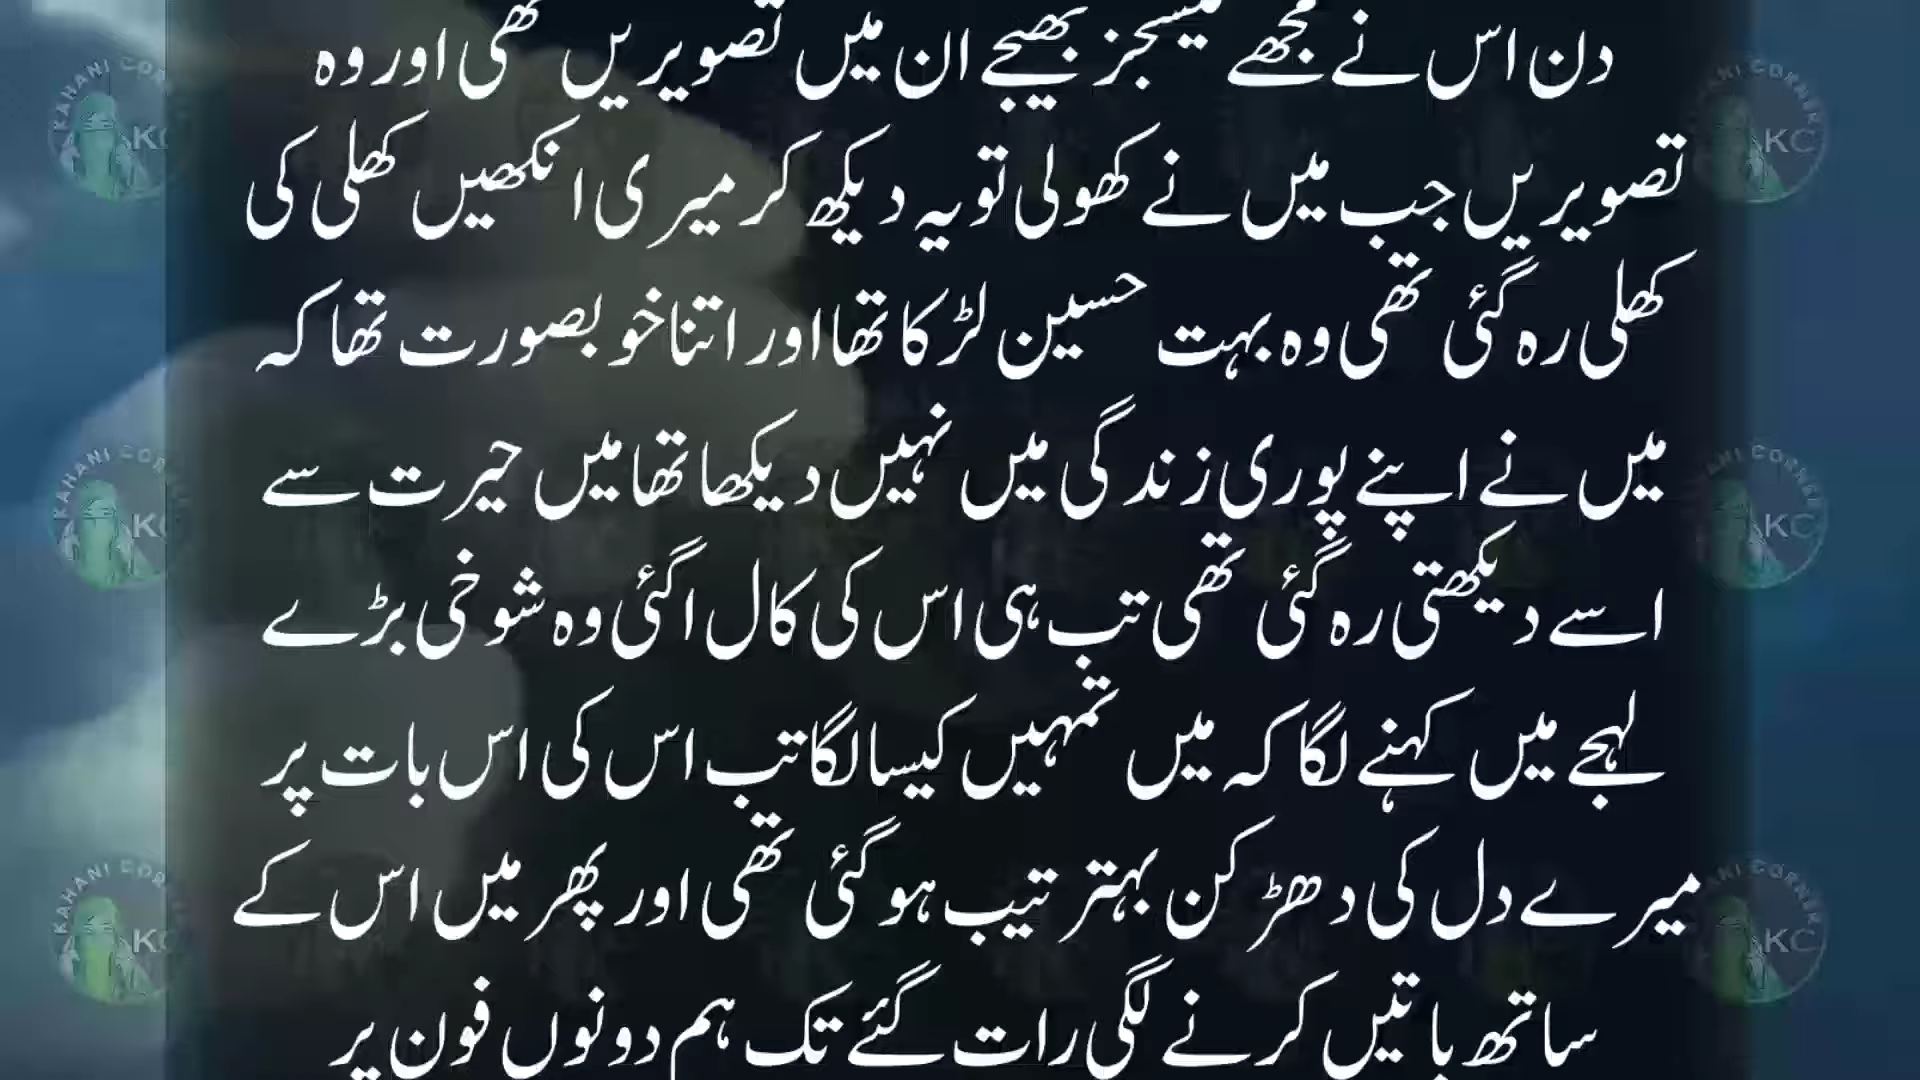 دن اس نے مجھے میسجز بھیجے ان میں تصویریں تھی اور وہ
تصویریں جب میں نے کھولی تو یہ دیکھ کر میری انکھیں کھلی کی
کھلی رہ گئی تھی وہ بہت حسین لڑکا تھا اور اتنا خوبصورت تھا کہ
میں نے اپنے پوری زندگی میں نہیں دیکھا تھا میں حیرت سے
اسے دیکھتی رہ گئی تھی تب ہی اس کی کال اگئی وہ شوخی بڑے
لہجے میں کہنے لگا کہ میں تمہیں کیسا لگا تب اس کی اس بات پر
میرے دل کی دھڑکن بہتر تیب ہو گئی تھی اور پھر میں اس کے
ساتھ باتیں کرنے لگی رات گئے تک ہم دونوں فون پر
KAHANI CORNER
KC